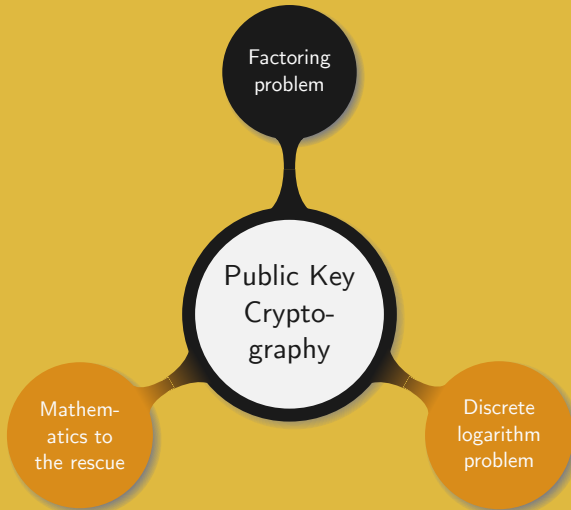 Factoring
problem
Public Key
Crypto-
graphy
Mathem-
atics to
the rescue
Discrete
logarithm
problem